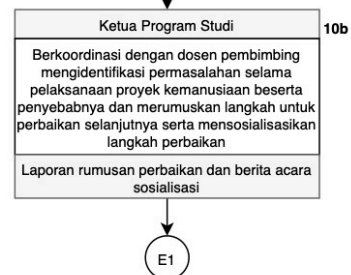 Ketua Program Studi
10b
Berkoordinasi dengan dosen pembimbing
mengidentifikasi permasalahan selama
pelaksanaan proyek kemanusiaan beserta
penyebabnya dan merumuskan langkah untuk
perbaikan selanjutnya serta mensosialisasikan
langkah perbaikan
Laporan rumusan perbaikan dan berita acara
sosialisasi
E1